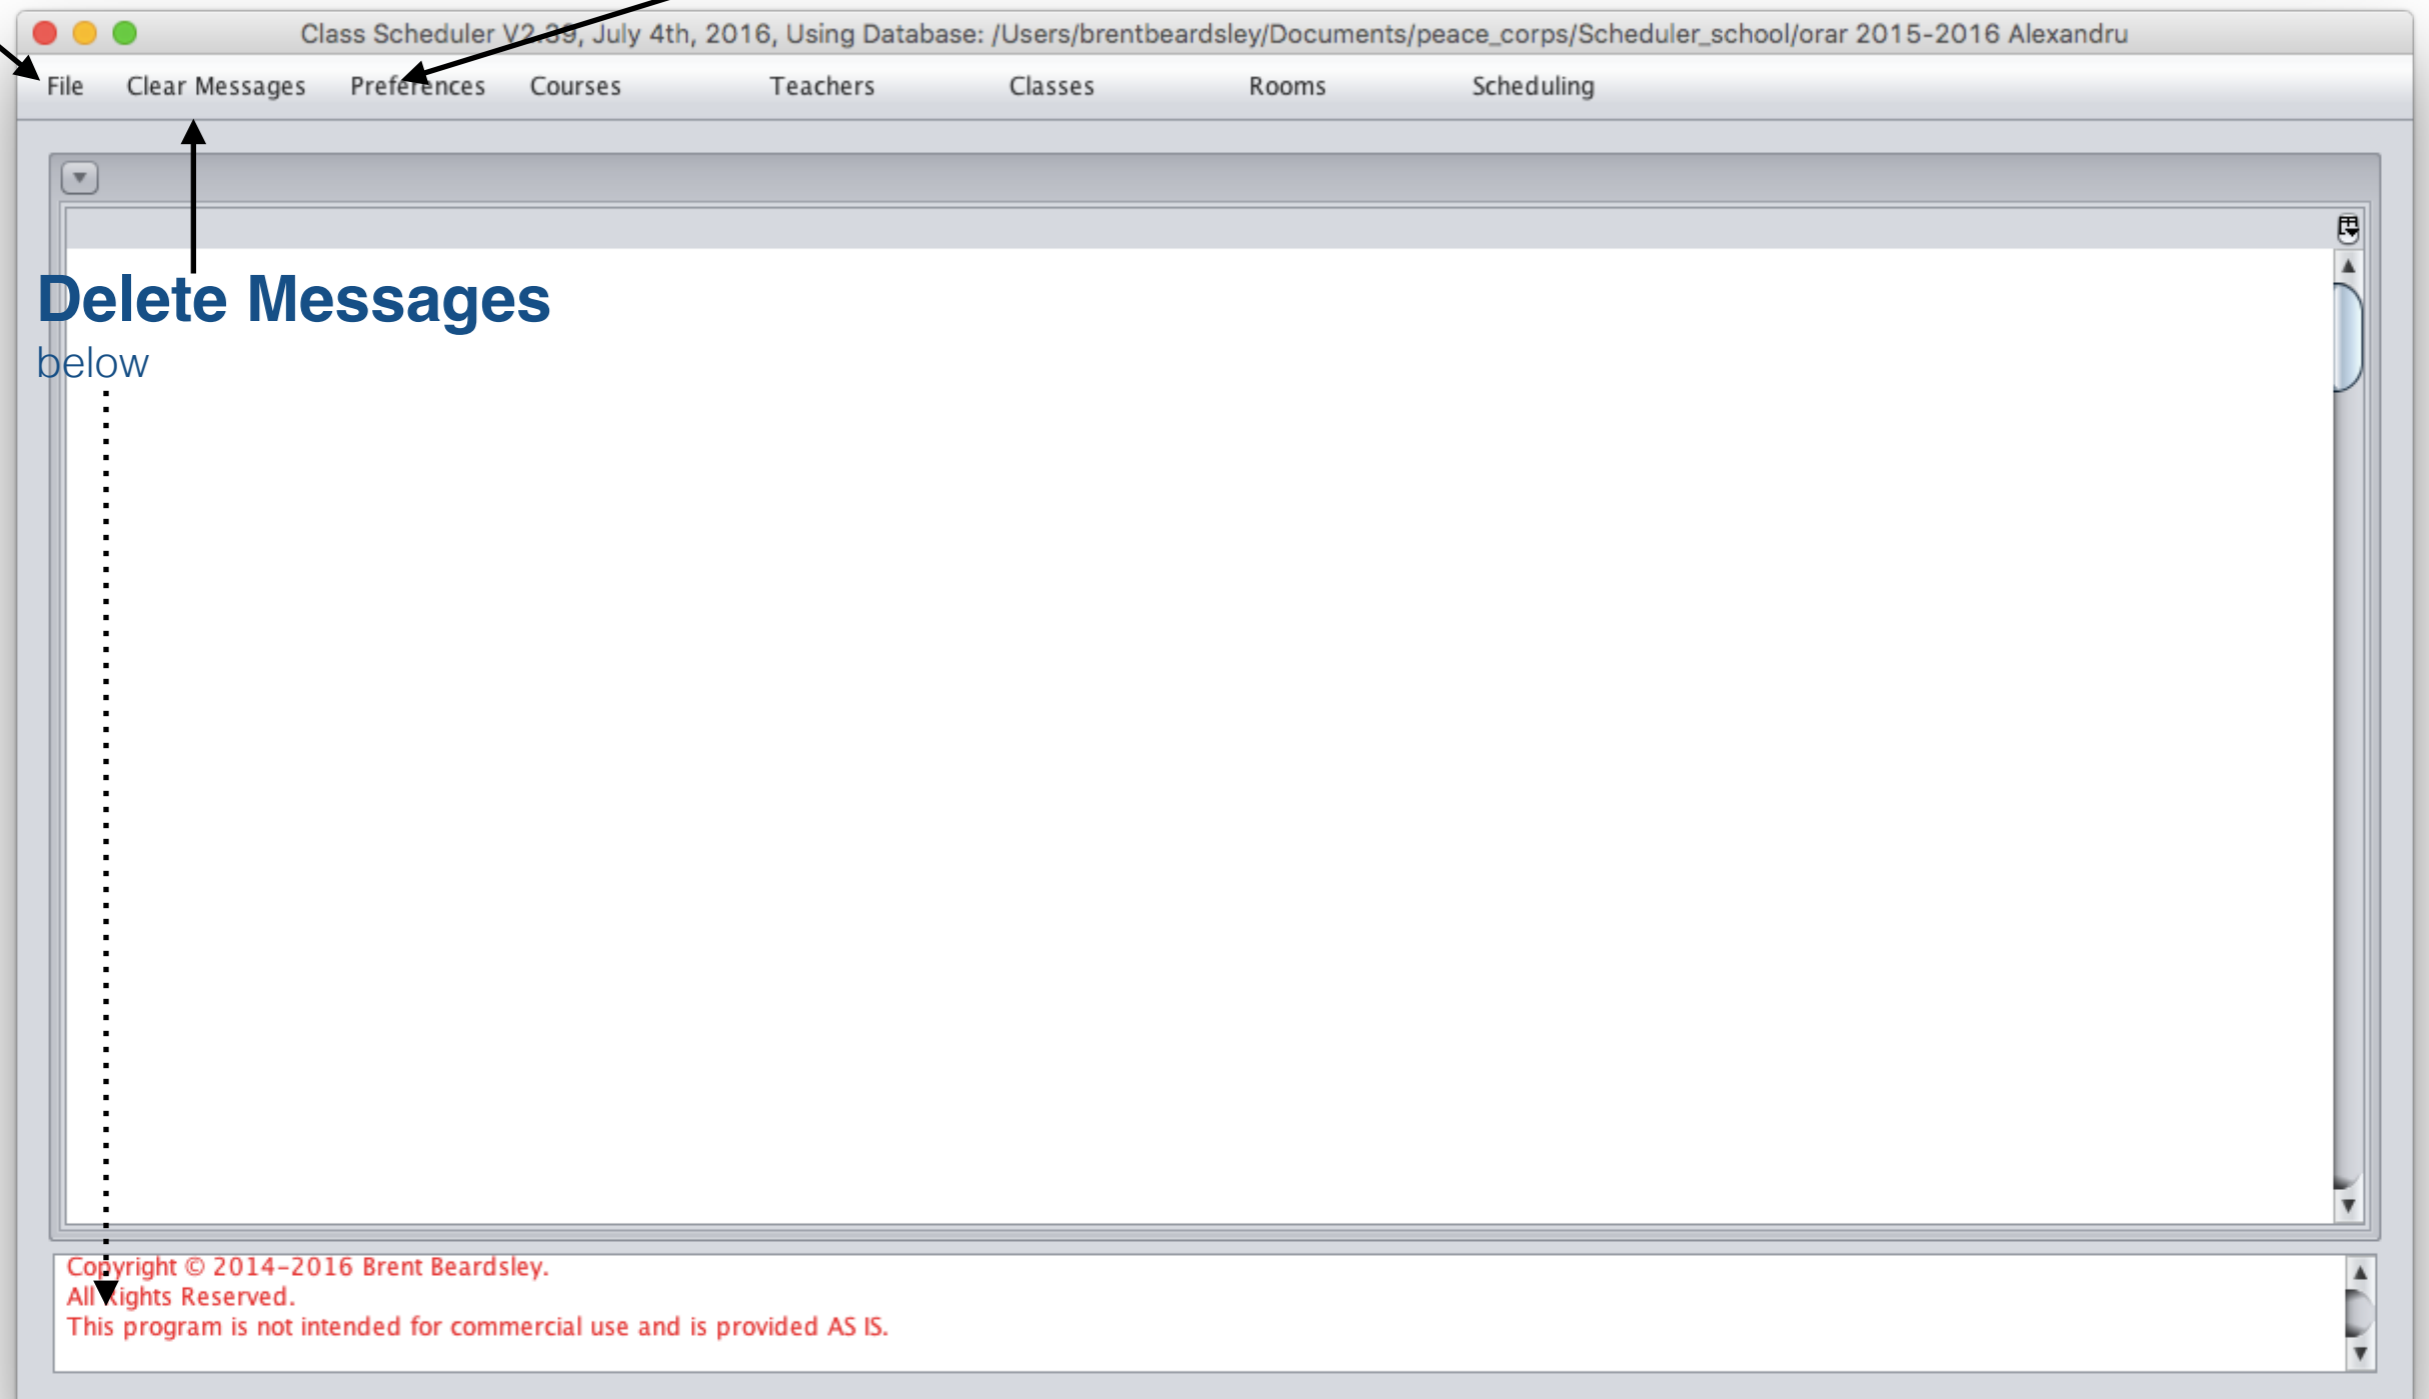 Class Scheduler V2.39, July 4th, 2016, Using Database: /Users/brentbeardsley/Documents/peace_corps/Scheduler_school/orar 2015-2016 Alexandru
File Clear Messages Preferences Courses Teachers Classes Rooms Scheduling
Delete Messages
below
Copyright © 2014-2016 Brent Beardsley.
All Rights Reserved.
This program is not intended for commercial use and is provided AS IS.